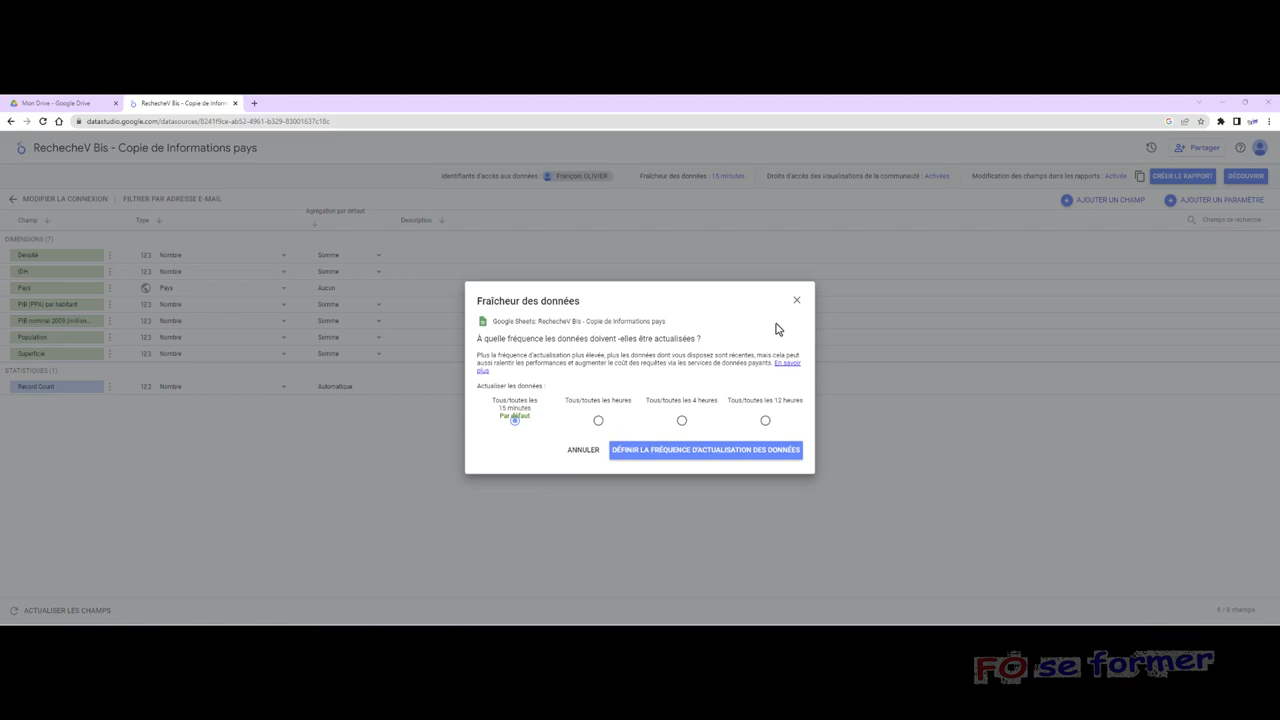 Mon Drive - Google Drive
RechecheV Bis - Copie de Inform
datastudio.google.com/datasources/8241f9ce-ab52-4961-b329-83001637c18c
RechecheV Bis - Copie de Informations pays
Partager
Identifiants d'accès aux données : François OLIVIER
Fraîcheur des données : 15 minutes
Droits d'accès des visualisations de la communauté : Activées
Modification des champs dans les rapports : Activée
CRÉER LE RAPPORT
DÉCOUVRIR
MODIFIER LA CONNEXION | FILTRER PAR ADRESSE E-MAIL
AJOUTER UN CHAMP
AJOUTER UN PARAMÈTRE
Champ Type Agrégation par défaut Description
Champs de recherche
DIMENSIONS (7)
Densité 123 Nombre Somme
IDH 123 Nombre Somme
Pays Pays Aucun
PIB (PPA) par habitant 123 Nombre Somme
PIB nominal 2009 (million... 123 Nombre Somme
Population 123 Nombre Somme
Superficie 123 Nombre Somme
STATISTIQUES (1)
Record Count 123 Nombre Automatique
Fraîcheur des données
Google Sheets: RechecheV Bis - Copie de Informations pays
À quelle fréquence les données doivent -elles être actualisées ?
Plus la fréquence d'actualisation plus élevée, plus les données dont vous disposez sont récentes, mais cela peut
aussi ralentir les performances et augmenter le coût des requêtes via les services de données payants. En savoir
plus
Actualiser les données :
Tous/toutes les
15 minutes
Par défaut
Tous/toutes les heures
Tous/toutes les 4 heures
Tous/toutes les 12 heures
ANNULER
DÉFINIR LA FRÉQUENCE D'ACTUALISATION DES DONNÉES
ACTUALISER LES CHAMPS
8 / 8 champs
FO se former